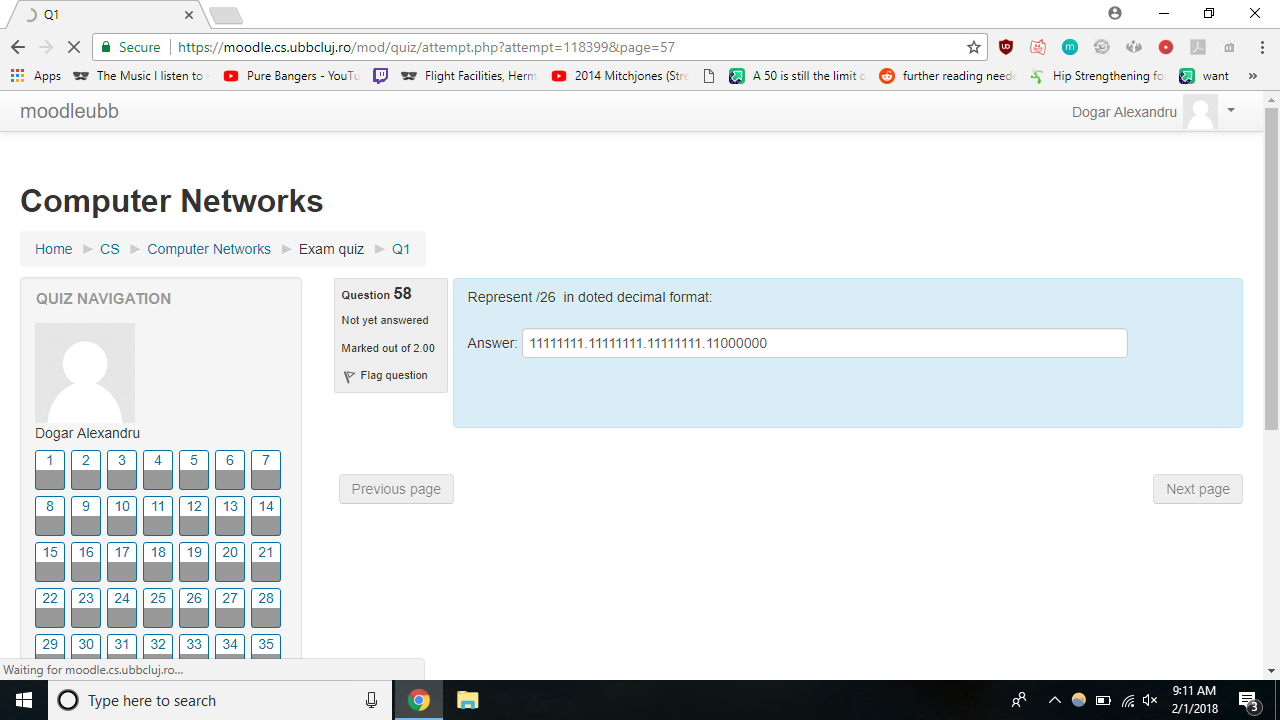 Q1
Secure https://moodle.cs.ubbcluj.ro/mod/quiz/attempt.php?attempt=118399&page=57
Apps The Music I listen to - Pure Bangers - YouTu Flight Facilities, Herm 2014 Mitchjones (Stre A 50 is still the limit o further reading neede Hip Strengthening fo want »
moodleubb Dogar Alexandru
Computer Networks
Home ► CS ► Computer Networks ► Exam quiz ► Q1
QUIZ NAVIGATION
Dogar Alexandru
1 2 3 4 5 6 7
8 9 10 11 12 13 14
15 16 17 18 19 20 21
22 23 24 25 26 27 28
29 30 31 32 33 34 35
Question 58
Not yet answered
Marked out of 2.00
Flag question
Represent /26 in doted decimal format:
Answer: 11111111.11111111.11111111.11000000
Previous page Next page
Waiting for moodle.cs.ubbcluj.ro...
Type here to search
9:11 AM
2/1/2018
3